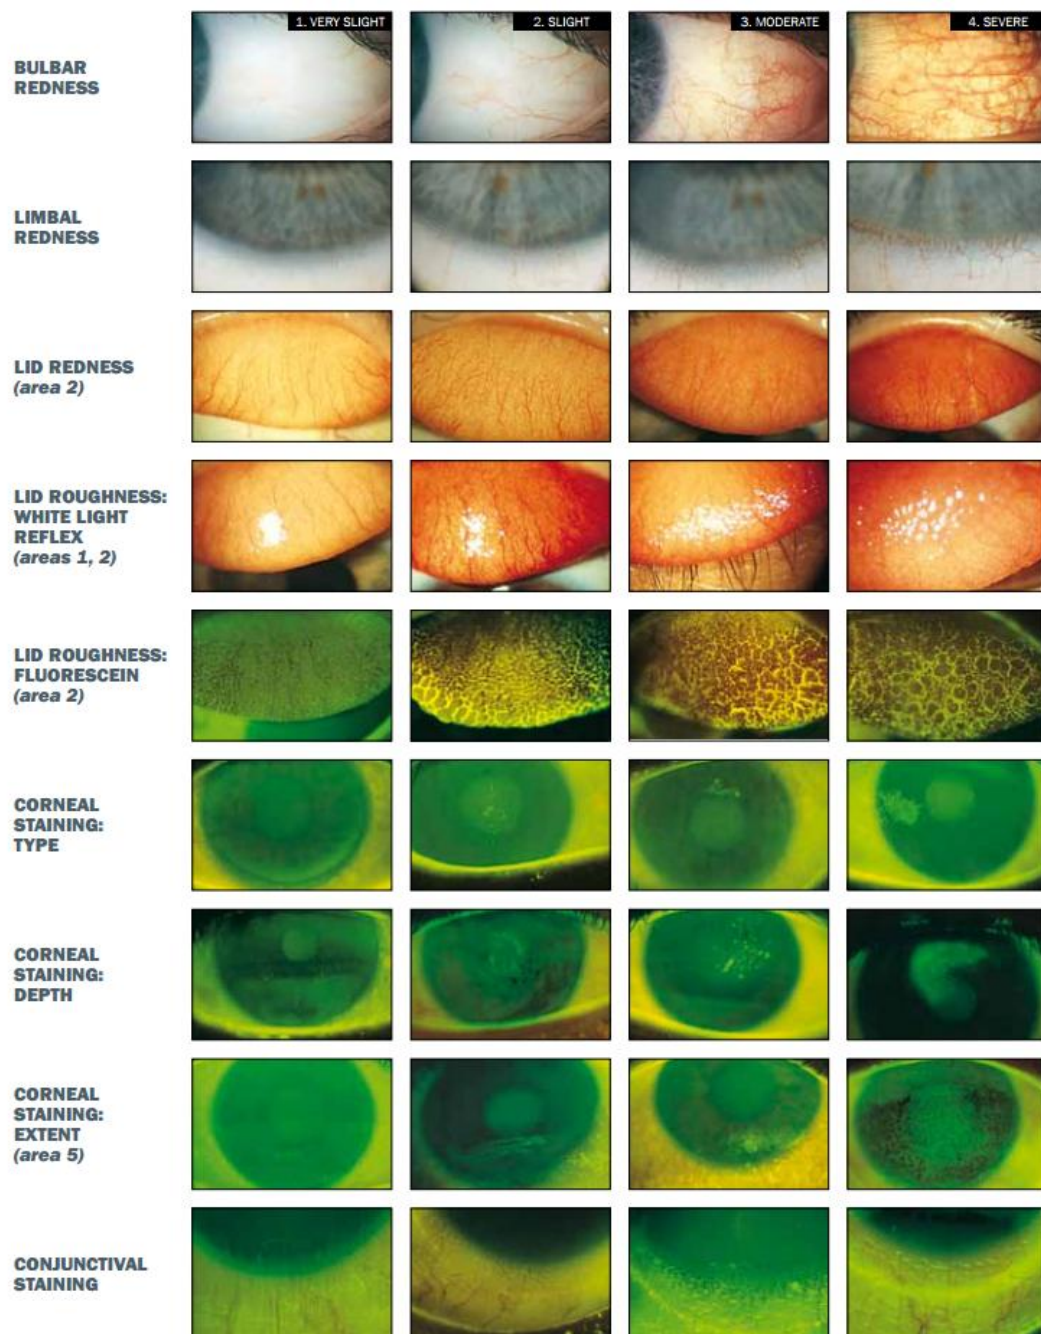 1. VERY SLIGHT
2. SLIGHT
3. MODERATE
4. SEVERE
BULBAR
REDNESS
LIMBAL
REDNESS
LID REDNESS
(area 2)
LID ROUGHNESS:
WHITE LIGHT
REFLEX
(areas 1, 2)
LID ROUGHNESS:
FLUORESCEIN
(area 2)
CORNEAL
STAINING:
TYPE
CORNEAL
STAINING:
DEPTH
CORNEAL
STAINING:
EXTENT
(area 5)
CONJUNCTIVAL
STAINING